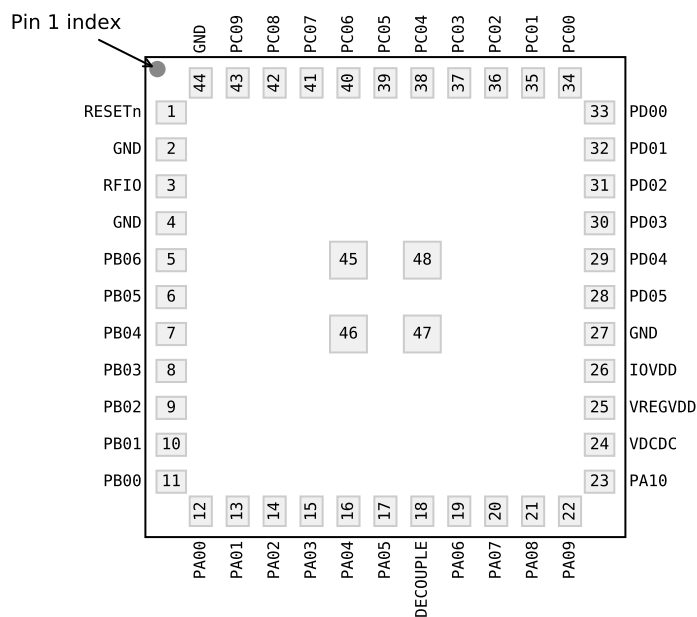 Pin 1 index
GND PC09 PC08 PC07 PC06 PC05 PC04 PC03 PC02 PC01 PC00
44 43 42 41 40 39 38 37 36 35 34
RESETn 1 33 PD00
GND 2 32 PD01
RFIO 3 31 PD02
GND 4 30 PD03
PB06 5 45 48 29 PD04
PB05 6 28 PD05
PB04 7 46 47 27 GND
PB03 8 26 IOVDD
PB02 9 25 VREGVDD
PB01 10 24 VDCDC
PB00 11 23 PA10
12 13 14 15 16 17 18 19 20 21 22
PA00 PA01 PA02 PA03 PA04 PA05 DECOUPLE PA06 PA07 PA08 PA09